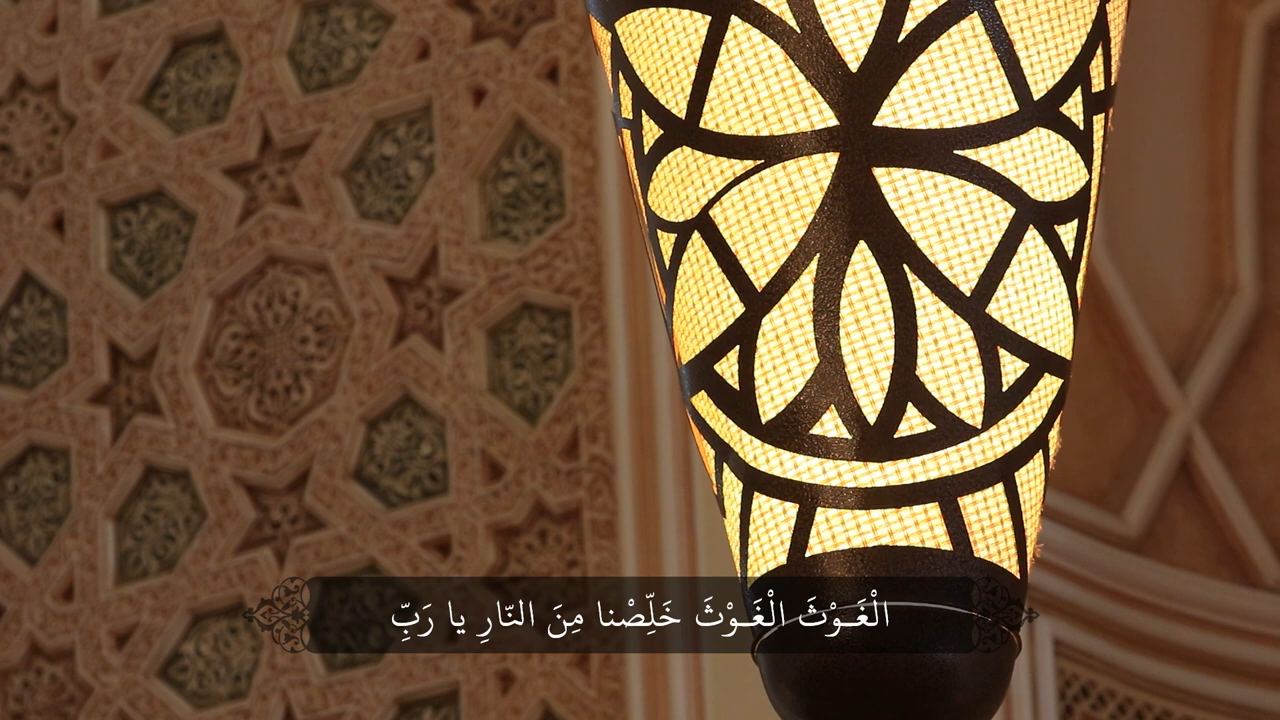 الْغَـوْثَ الْغَـوْثَ خَلِّصْنا مِنَ النّارِ يا رَبِّ